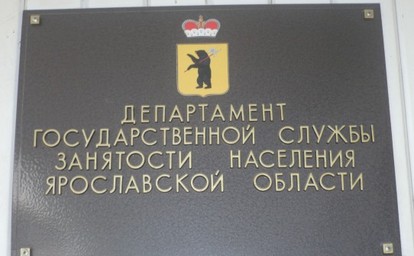 ДЕПАРТАМЕНТ
ГОСУДАРСТВЕННОЙ СЛУЖБЫ
ЗАНЯТОСТИ НАСЕЛЕНИЯ
ЯРОСЛАВСКОЙ ОБЛАСТИ